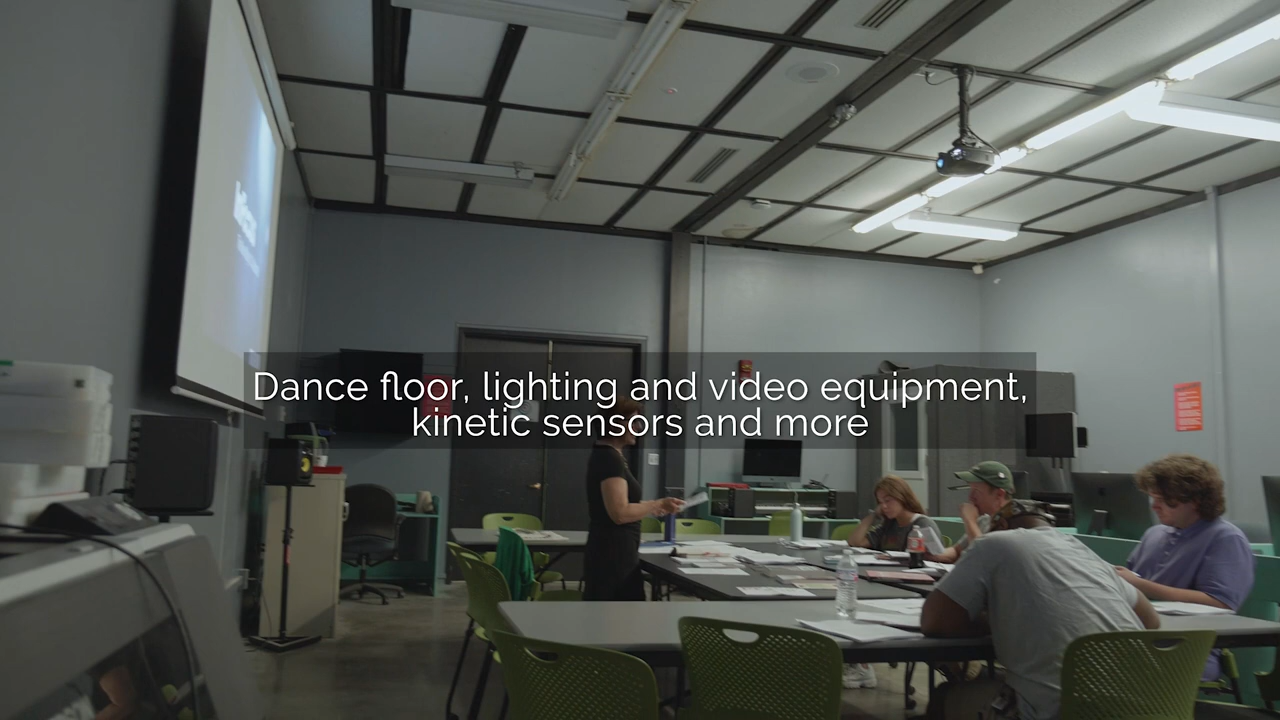 Dance floor, lighting and video equipment,
kinetic sensors and more